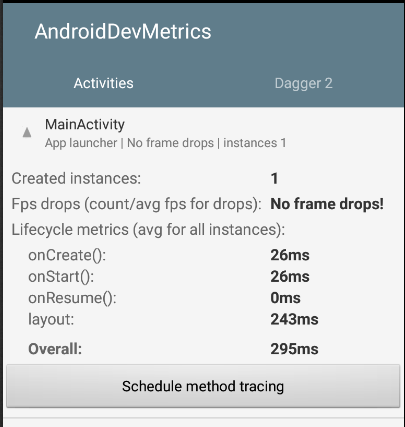 AndroidDevMetrics
Activities Dagger 2
MainActivity
App launcher | No frame drops | instances 1
Created instances: 1
Fps drops (count/avg fps for drops): No frame drops!
Lifecycle metrics (avg for all instances):
onCreate(): 26ms
onStart(): 26ms
onResume(): 0ms
layout: 243ms
Overall: 295ms
Schedule method tracing